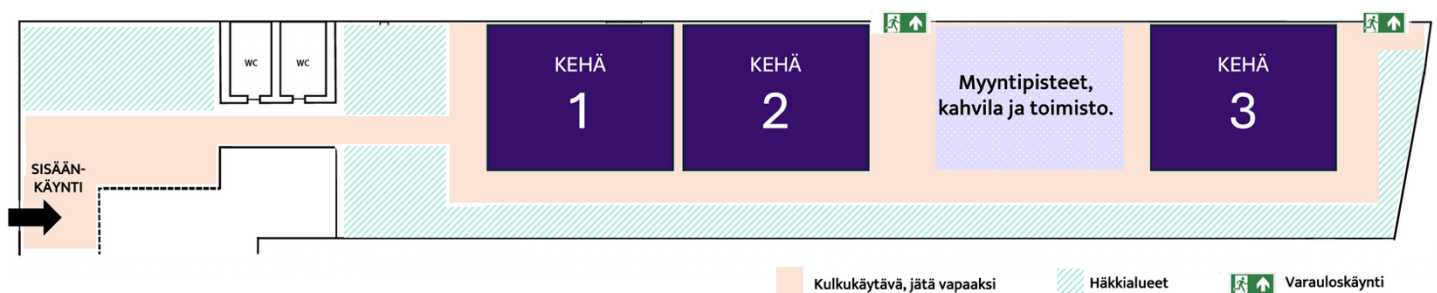 WC
WC
KEHÄ
1
KEHÄ
2
Myyntipisteet,
kahvila ja toimisto.
KEHÄ
3
SISÄÄN-
KÄYNTI
Kulkukäytävä, jätä vapaaksi
Häkkialueet
Varauloskäynti